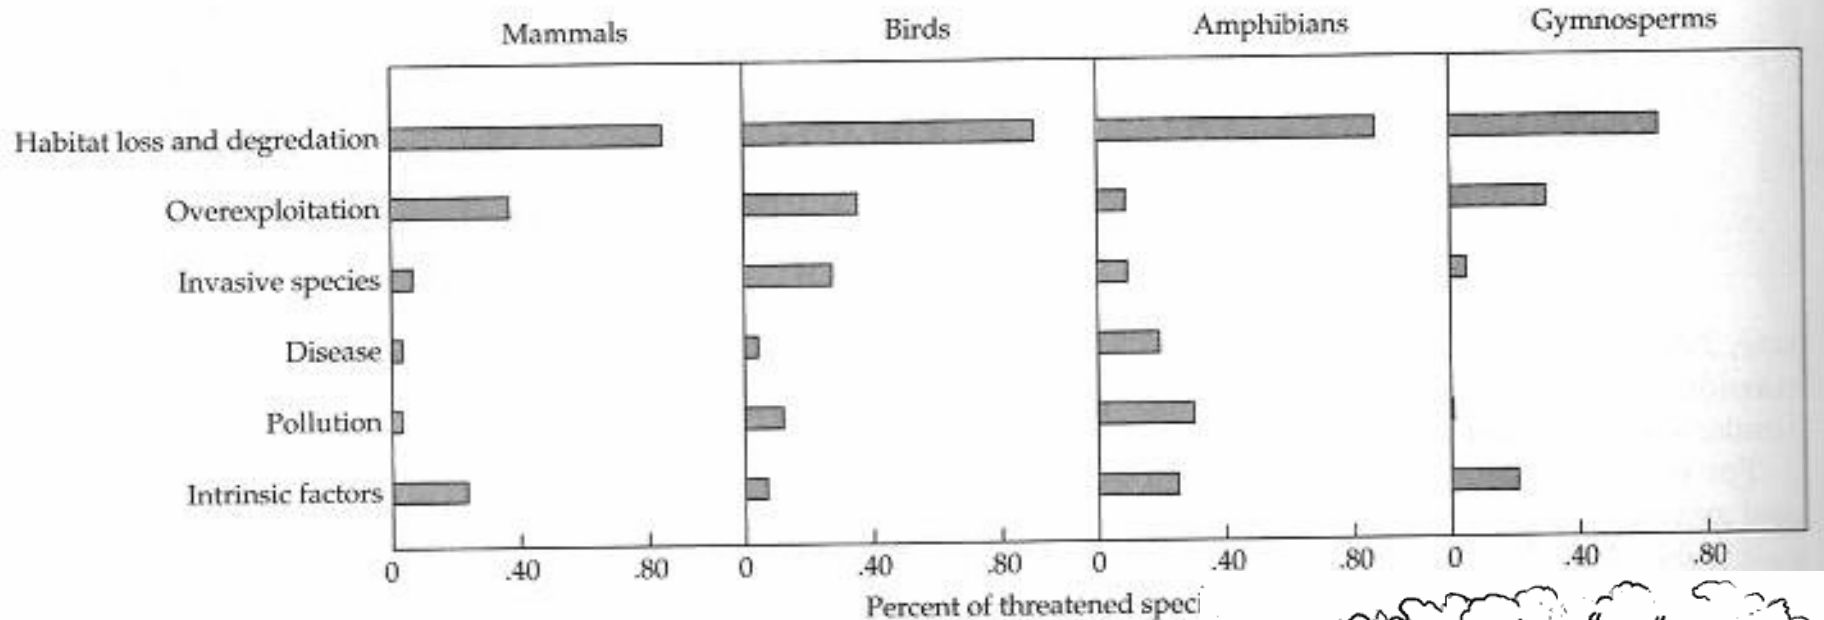 Mammals Birds Amphibians Gymnosperms
Habitat loss and degredation
Overexploitation
Invasive species
Disease
Pollution
Intrinsic factors
0 .40 .80 0 .40 .80 0 .40 .80 0 .40 .80
Percent of threatened speci